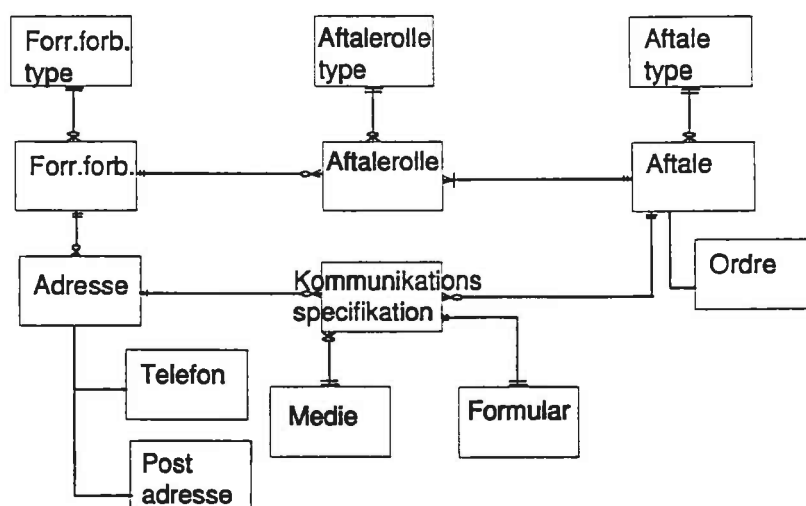 Forr.forb.
type
Aftalerolle
type
Aftale
type
Forr.forb.
Aftalerolle
Aftale
Adresse
Kommunikations
specifikation
Ordre
Telefon
Medie
Formular
Post
adresse